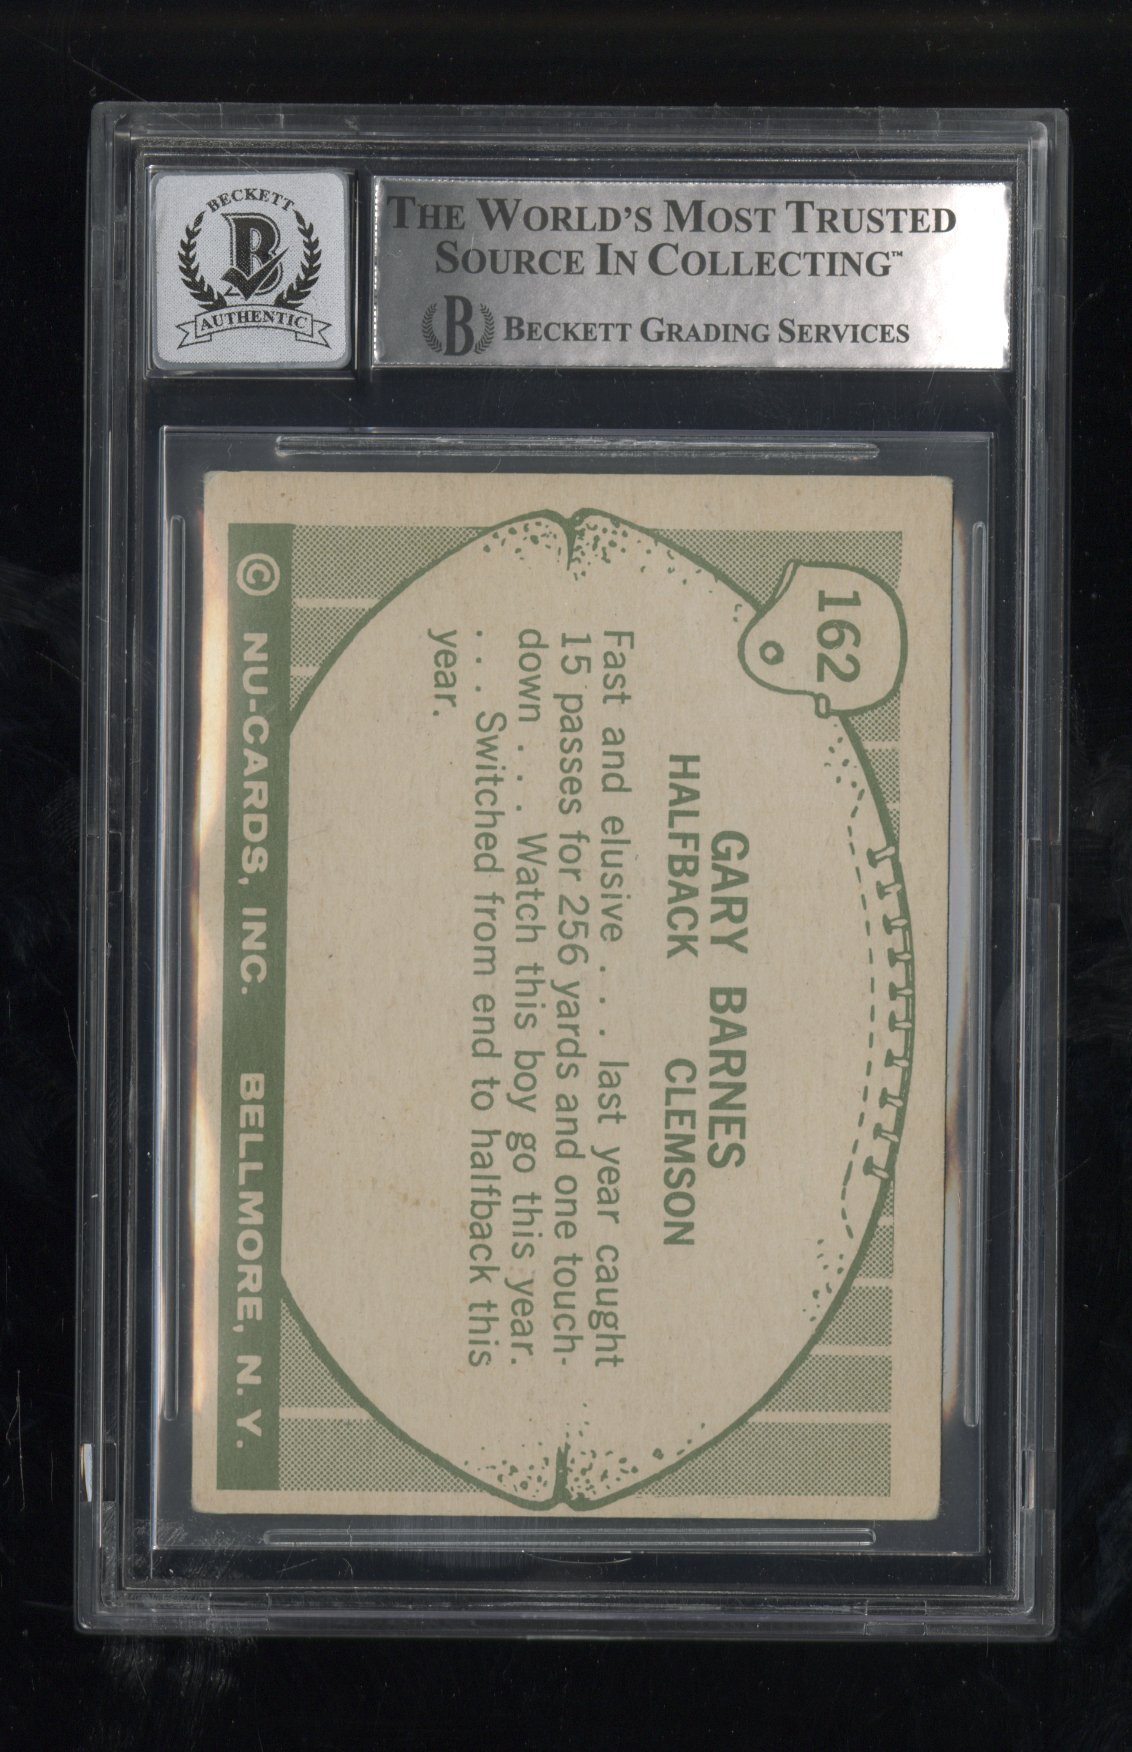 BECKETT
B
AUTHENTIC
THE WORLD'S MOST TRUSTED
SOURCE IN COLLECTING™
B BECKETT GRADING SERVICES
162
GARY BARNES
HALFBACK CLEMSON
Fast and elusive . . . last year caught
15 passes for 256 yards and one touch-
down . . . Watch this boy go this year.
. . . Switched from end to halfback this
year.
© NU-CARDS, INC. BELLMORE, N. Y.